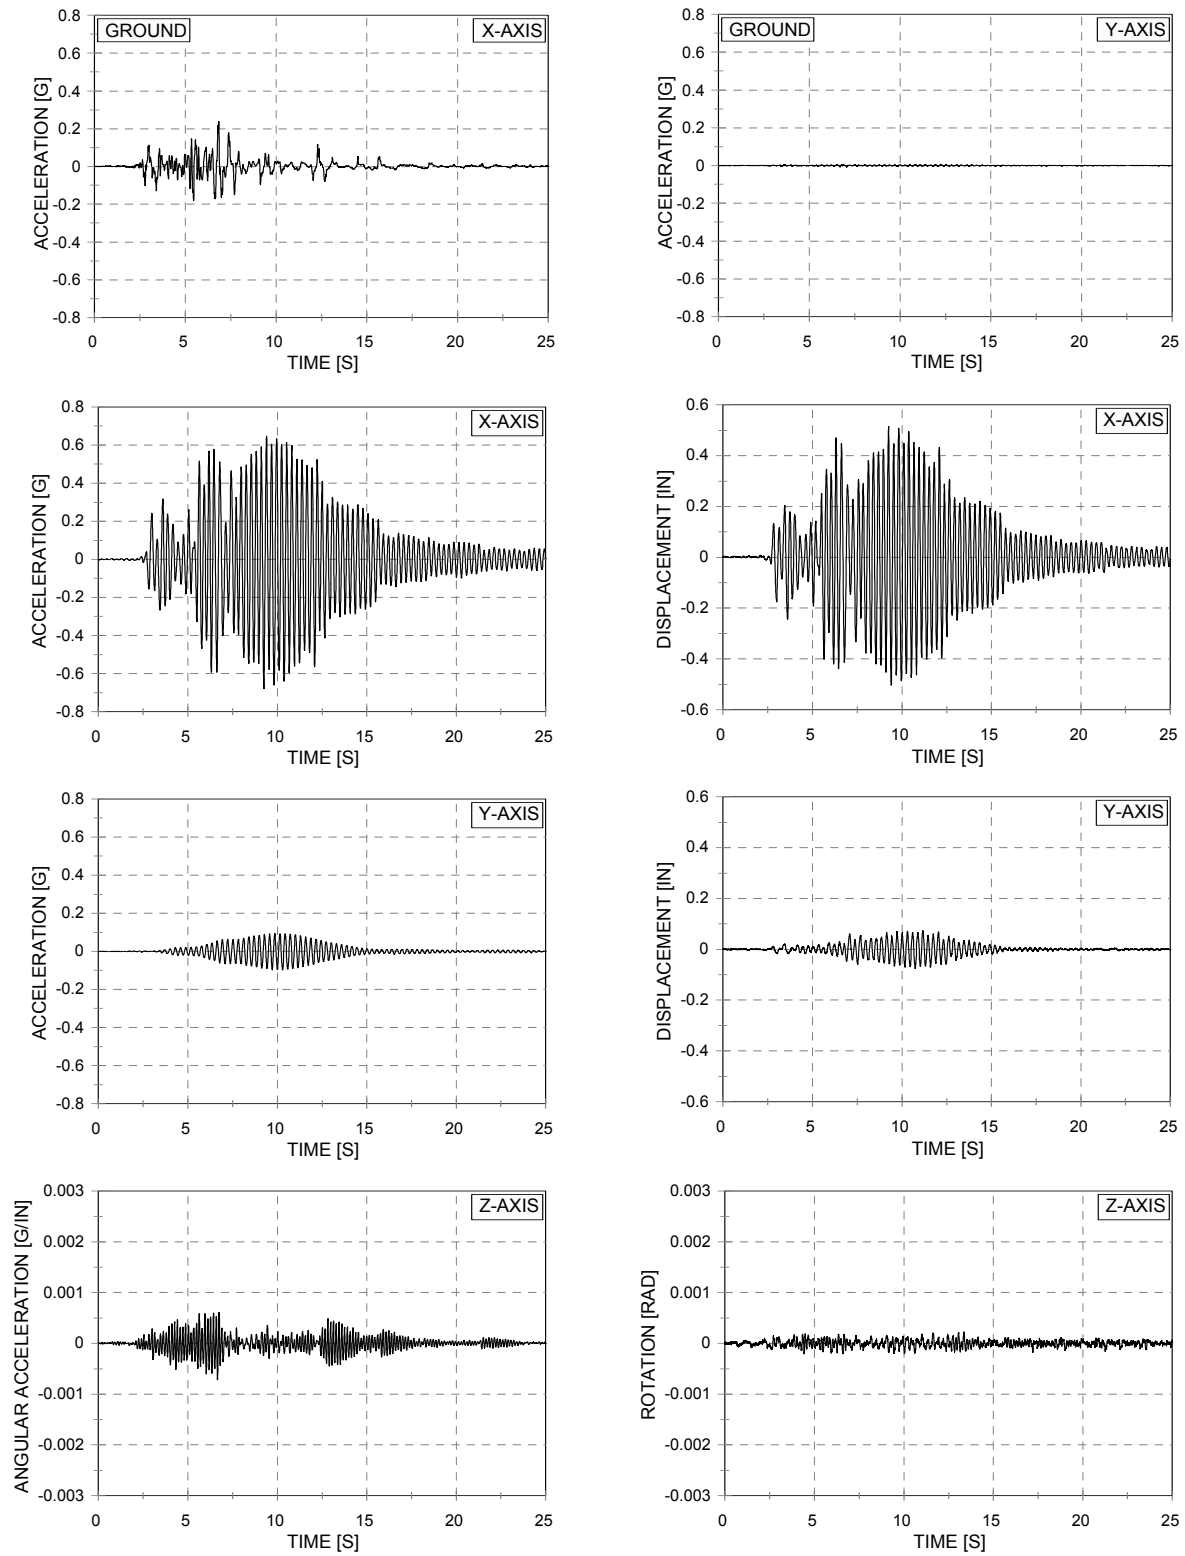 GROUND
X-AXIS
ACCELERATION [G]
0.8
0.6
0.4
0.2
0
-0.2
-0.4
-0.6
-0.8
0 5 10 15 20 25
TIME [S]
GROUND
Y-AXIS
ACCELERATION [G]
0.8
0.6
0.4
0.2
0
-0.2
-0.4
-0.6
-0.8
0 5 10 15 20 25
TIME [S]
X-AXIS
ACCELERATION [G]
0.8
0.6
0.4
0.2
0
-0.2
-0.4
-0.6
-0.8
0 5 10 15 20 25
TIME [S]
X-AXIS
DISPLACEMENT [IN]
0.6
0.4
0.2
0
-0.2
-0.4
-0.6
0 5 10 15 20 25
TIME [S]
Y-AXIS
ACCELERATION [G]
0.8
0.6
0.4
0.2
0
-0.2
-0.4
-0.6
-0.8
0 5 10 15 20 25
TIME [S]
Y-AXIS
DISPLACEMENT [IN]
0.6
0.4
0.2
0
-0.2
-0.4
-0.6
0 5 10 15 20 25
TIME [S]
Z-AXIS
ANGULAR ACCELERATION [G/IN]
0.003
0.002
0.001
0
-0.001
-0.002
-0.003
0 5 10 15 20 25
TIME [S]
Z-AXIS
ROTATION [RAD]
0.003
0.002
0.001
0
-0.001
-0.002
-0.003
0 5 10 15 20 25
TIME [S]